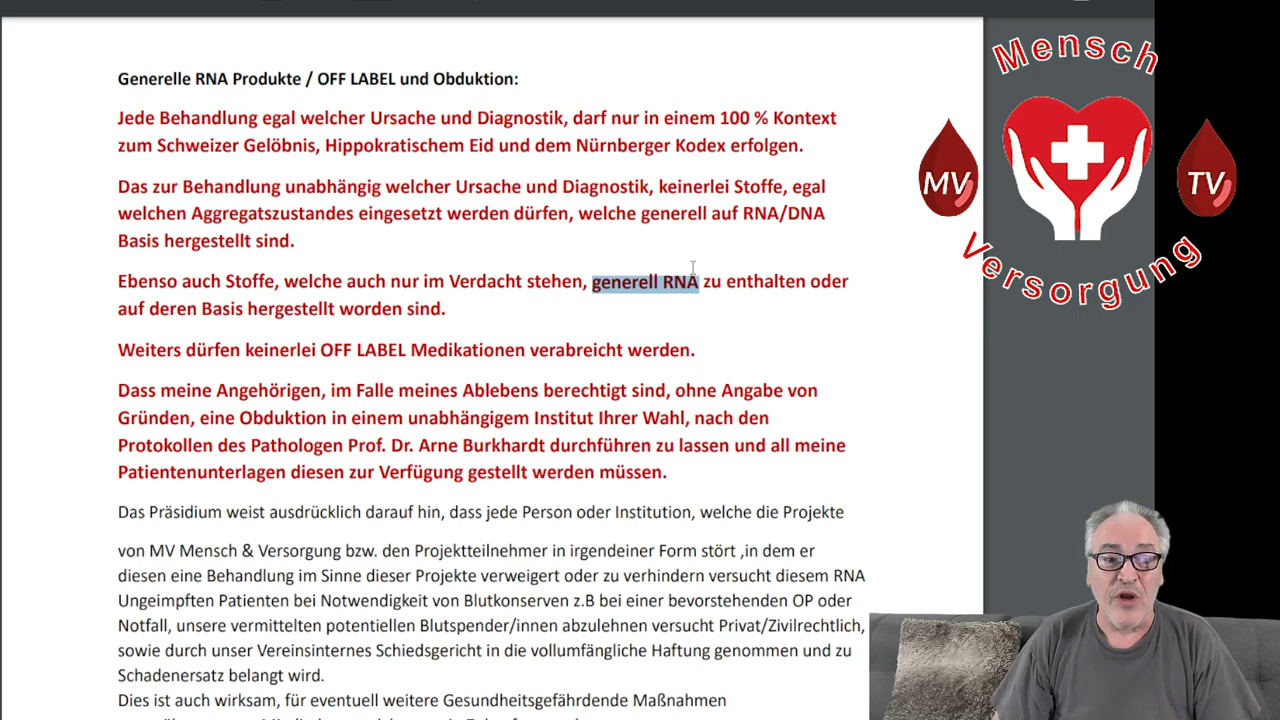 Generelle RNA Produkte / OFF LABEL und Obduktion:
Jede Behandlung egal welcher Ursache und Diagnostik, darf nur in einem 100 % Kontext
zum Schweizer Gelöbnis, Hippokratischem Eid und dem Nürnberger Kodex erfolgen.
Das zur Behandlung unabhängig welcher Ursache und Diagnostik, keinerlei Stoffe, egal
welchen Aggregatszustandes eingesetzt werden dürfen, welche generell auf RNA/DNA
Basis hergestellt sind.
Ebenso auch Stoffe, welche auch nur im Verdacht stehen, generell RNA zu enthalten oder
auf deren Basis hergestellt worden sind.
Weiters dürfen keinerlei OFF LABEL Medikationen verabreicht werden.
Dass meine Angehörigen, im Falle meines Ablebens berechtigt sind, ohne Angabe von
Gründen, eine Obduktion in einem unabhängigem Institut Ihrer Wahl, nach den
Protokollen des Pathologen Prof. Dr. Arne Burkhardt durchführen zu lassen und all meine
Patientenunterlagen diesen zur Verfügung gestellt werden müssen.
Das Präsidium weist ausdrücklich darauf hin, dass jede Person oder Institution, welche die Projekte
von MV Mensch & Versorgung bzw. den Projektteilnehmer in irgendeiner Form stört ,in dem er
diesen eine Behandlung im Sinne dieser Projekte verweigert oder zu verhindern versucht diesem RNA
Ungeimpften Patienten bei Notwendigkeit von Blutkonserven z.B bei einer bevorstehenden OP oder
Notfall, unsere vermittelten potentiellen Blutspender/innen abzulehnen versucht Privat/Zivilrechtlich,
sowie durch unser Vereinsinternes Schiedsgericht in die vollumfängliche Haftung genommen und zu
Schadenersatz belangt wird.
Dies ist auch wirksam, für eventuell weitere Gesundheitsgefährdende Maßnahmen
Mensch
MV
TV
Versorgung